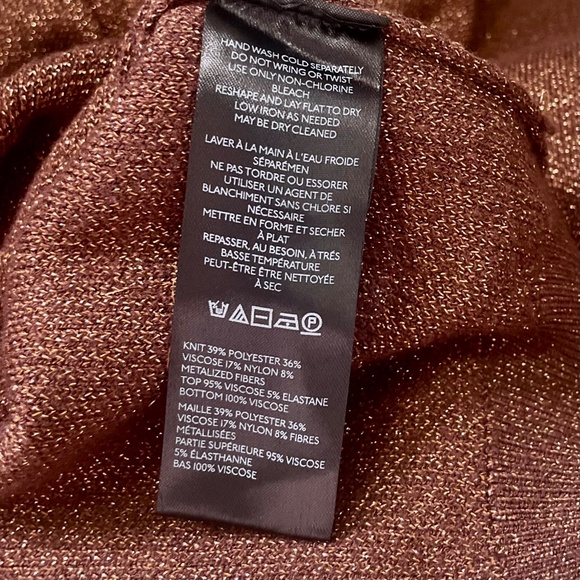 HAND WASH COLD SEPARATELY
DO NOT WRING OR TWIST
USE ONLY NON-CHLORINE
BLEACH
RESHAPE AND LAY FLAT TO DRY
LOW IRON AS NEEDED
MAY BE DRY CLEANED
LAVER À LA MAIN À L'EAU FROIDE
SÉPARÉMEN
NE PAS TORDRE OU ESSORER
UTILISER UN AGENT DE
BLANCHIMENT SANS CHLORE SI
NÉCESSAIRE
METTRE EN FORME ET SECHER
À PLAT
REPASSER, AU BESOIN, À TRÉS
BASSE TEMPÉRATURE
PEUT-ÊTRE ÊTRE NETTOYÉE
À SEC
P
KNIT 39% POLYESTER 36%
VISCOSE 17% NYLON 8%
METALIZED FIBERS
TOP 95% VISCOSE 5% ELASTANE
BOTTOM 100% VISCOSE
MAILLE 39% POLYESTER 36%
VISCOSE 17% NYLON 8% FIBRES
MÉTALLISÉES
PARTIE SUPÉRIEURE 95% VISCOSE
5% ÉLASTHANNE
BAS 100% VISCOSE